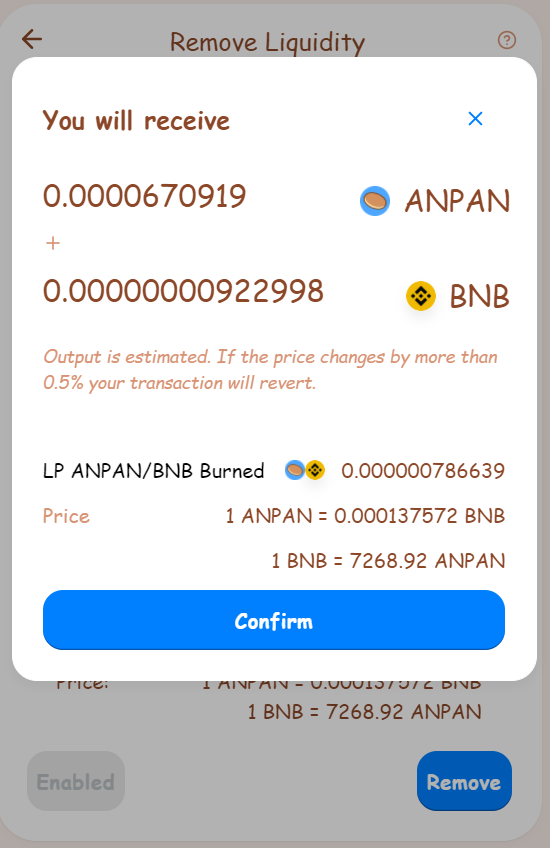 Remove Liquidity
You will receive
0.0000670919 ANPAN
+
0.00000000922998 BNB
Output is estimated. If the price changes by more than
0.5% your transaction will revert.
LP ANPAN/BNB Burned 0.000000786639
Price 1 ANPAN = 0.000137572 BNB
1 BNB = 7268.92 ANPAN
Confirm
Price: 1 ANPAN = 0.000137572 BNB
1 BNB = 7268.92 ANPAN
Enabled Remove